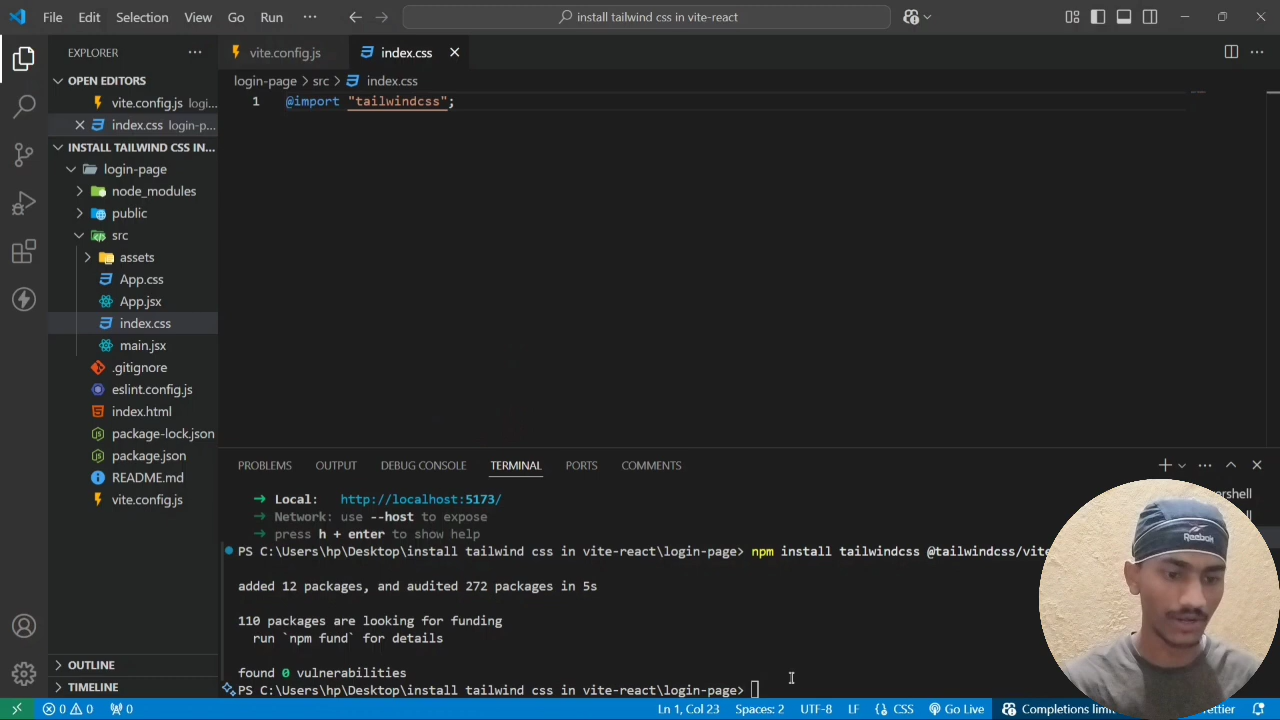 File Edit Selection View Go Run ···
install tailwind css in vite-react
EXPLORER
OPEN EDITORS
vite.config.js logi...
index.css login-p...
INSTALL TAILWIND CSS IN...
login-page
node_modules
public
src
assets
App.css
App.jsx
index.css
main.jsx
.gitignore
eslint.config.js
index.html
package-lock.json
package.json
README.md
vite.config.js
OUTLINE
TIMELINE
vite.config.js
index.css
login-page > src > index.css
1 @import "tailwindcss";
PROBLEMS OUTPUT DEBUG CONSOLE TERMINAL PORTS COMMENTS
➜ Local: http://localhost:5173/
➜ Network: use --host to expose
➜ press h + enter to show help
PS C:\Users\hp\Desktop\install tailwind css in vite-react\login-page> npm install tailwindcss @tailwindcss/vite
added 12 packages, and audited 272 packages in 5s
110 packages are looking for funding
run `npm fund` for details
found 0 vulnerabilities
PS C:\Users\hp\Desktop\install tailwind css in vite-react\login-page>
Reebok
0 0 0 Ln 1, Col 23 Spaces: 2 UTF-8 LF {} CSS Go Live Completions limi